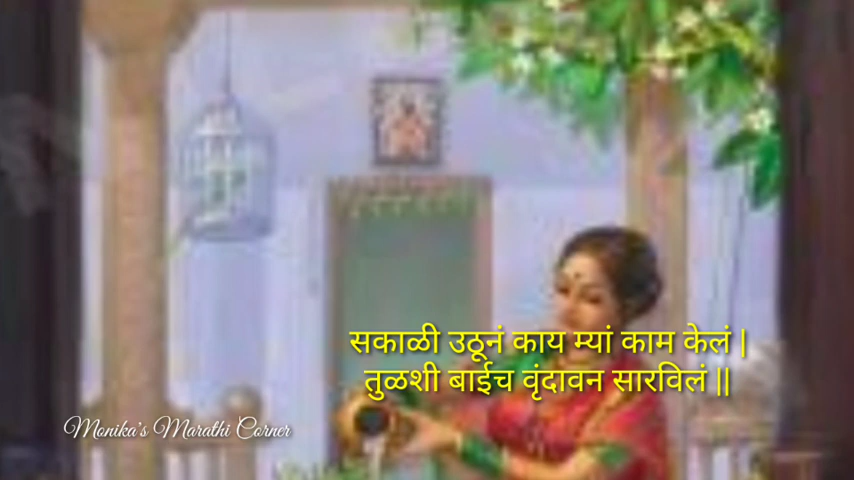 सकाळी उठूनं काय म्यां काम केलं |
तुळशी बाईच वृंदावन सारविलं ||
Monika's Marathi Corner